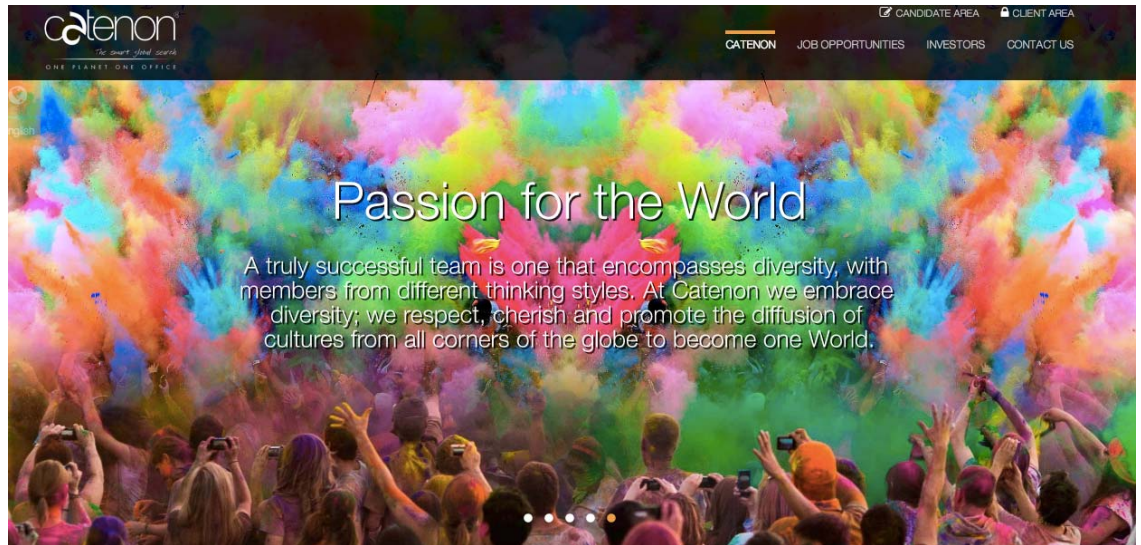 catenon
The smart global search
ONE PLANET ONE OFFICE
CANDIDATE AREA
CLIENT AREA
CATENON
JOB OPPORTUNITIES
INVESTORS
CONTACT US
nglish
Passion for the World
A truly successful team is one that encompasses diversity, with
members from different thinking styles. At Catenon we embrace
diversity; we respect, cherish and promote the diffusion of
cultures from all corners of the globe to become one World.